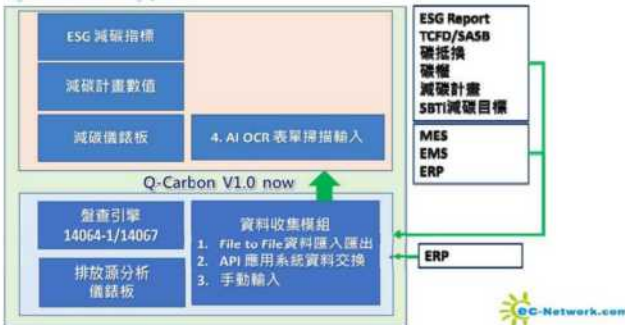 ESG 減碳指標
減碳計畫數值
減碳儀錶板
4. AI OCR 表單掃描輸入
Q-Carbon V1.0 now
盤查引擎
14064-1/14067
排放源分析
儀錶板
資料收集模組
1. File to File資料匯入匯出
2. API 應用系統資料交換
3. 手動輸入
ESG Report
TCFD/SASB
碳抵換
碳權
減碳計畫
SBTi減碳目標
MES
EMS
ERP
ERP
eC-Network.com